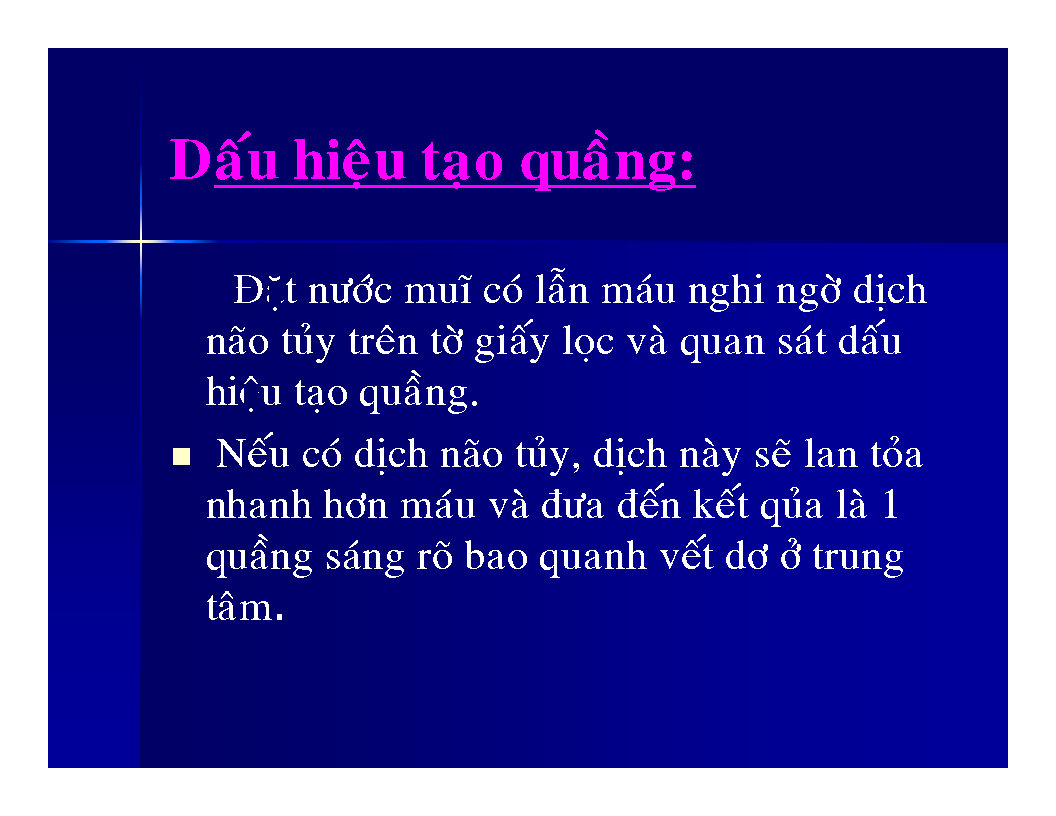 Dấu hiệu tạo quầng:
Đặt nước muĩ có lẫn máu nghi ngờ dịch
não tủy trên tờ giấy lọc và quan sát dấu
hiệu tạo quầng.
Nếu có dịch não tủy, dịch này sẽ lan tỏa
nhanh hơn máu và đưa đến kết qủa là 1
quầng sáng rõ bao quanh vết dơ ở trung
tâm.